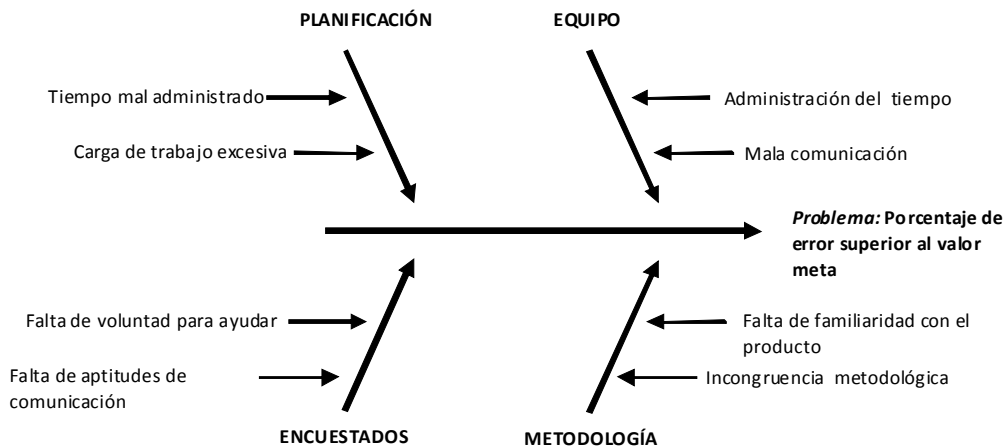 PLANIFICACIÓN
EQUIPO
Tiempo mal administrado
Administración del tiempo
Carga de trabajo excesiva
Mala comunicación
Problema: Porcentaje de
error superior al valor
meta
Falta de voluntad para ayudar
Falta de familiaridad con el
producto
Falta de aptitudes de
comunicación
Incongruencia metodológica
ENCUESTADOS
METODOLOGÍA